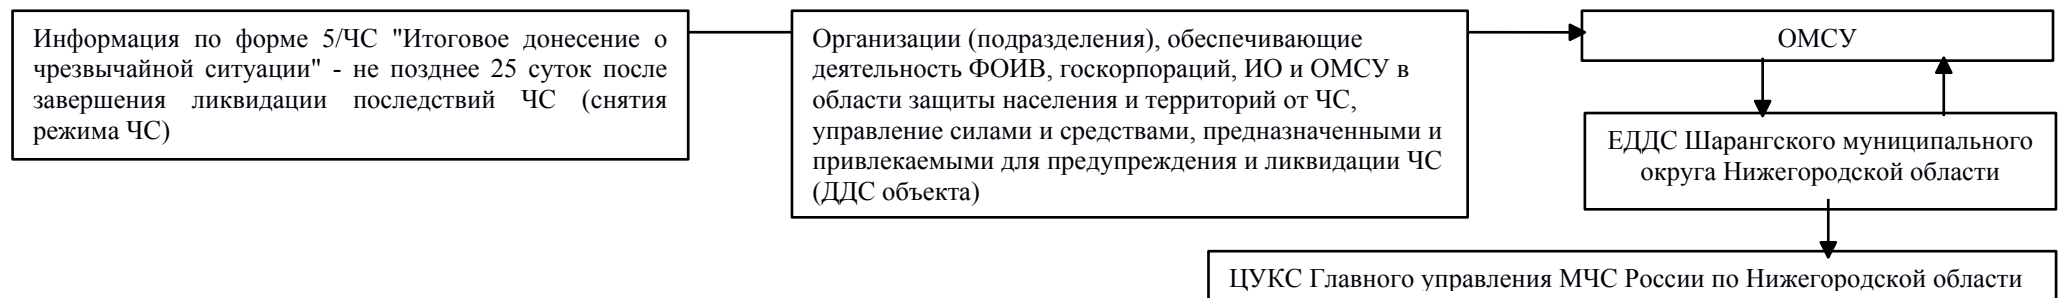 Информация по форме 5/ЧС "Итоговое донесение о
чрезвычайной ситуации" - не позднее 25 суток после
завершения ликвидации последствий ЧС (снятия
режима ЧС)
Организации (подразделения), обеспечивающие
деятельность ФОИВ, госкорпораций, ИО и ОМСУ в
области защиты населения и территорий от ЧС,
управление силами и средствами, предназначенными и
привлекаемыми для предупреждения и ликвидации ЧС
(ДДС объекта)
ОМСУ
ЕДДС Шарангского муниципального
округа Нижегородской области
ЦУКС Главного управления МЧС России по Нижегородской области